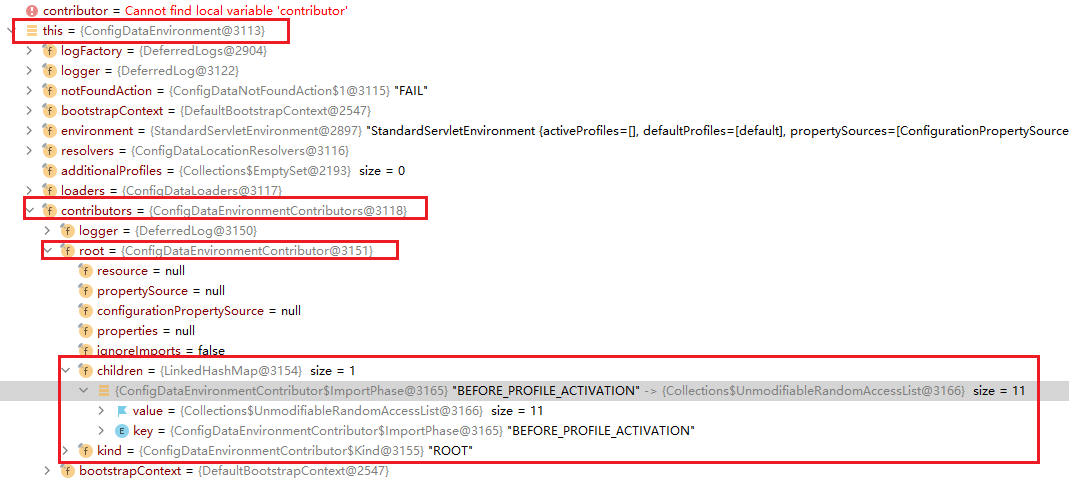 contributor = Cannot find local variable 'contributor'
this = {ConfigDataEnvironment@3113}
logFactory = {DeferredLogs@2904}
logger = {DeferredLog@3122}
notFoundAction = {ConfigDataNotFoundAction$1@3115} "FAIL"
bootstrapContext = {DefaultBootstrapContext@2547}
environment = {StandardServletEnvironment@2897} "StandardServletEnvironment {activeProfiles=[], defaultProfiles=[default], propertySources=[ConfigurationPropertySource
resolvers = {ConfigDataLocationResolvers@3116}
additionalProfiles = {Collections$EmptySet@2193} size = 0
loaders = {ConfigDataLoaders@3117}
contributors = {ConfigDataEnvironmentContributors@3118}
logger = {DeferredLog@3150}
root = {ConfigDataEnvironmentContributor@3151}
resource = null
propertySource = null
configurationPropertySource = null
properties = null
ignoreImports = false
children = {LinkedHashMap@3154} size = 1
{ConfigDataEnvironmentContributor$ImportPhase@3165} "BEFORE_PROFILE_ACTIVATION" -> {Collections$UnmodifiableRandomAccessList@3166} size = 11
value = {Collections$UnmodifiableRandomAccessList@3166} size = 11
key = {ConfigDataEnvironmentContributor$ImportPhase@3165} "BEFORE_PROFILE_ACTIVATION"
kind = {ConfigDataEnvironmentContributor$Kind@3155} "ROOT"
bootstrapContext = {DefaultBootstrapContext@2547}